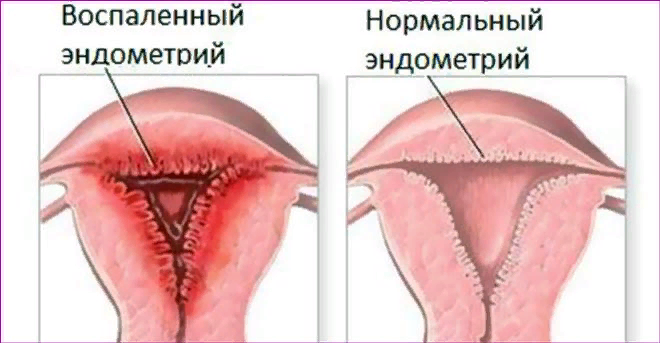 Воспаленный
эндометрий
Нормальный
эндометрий